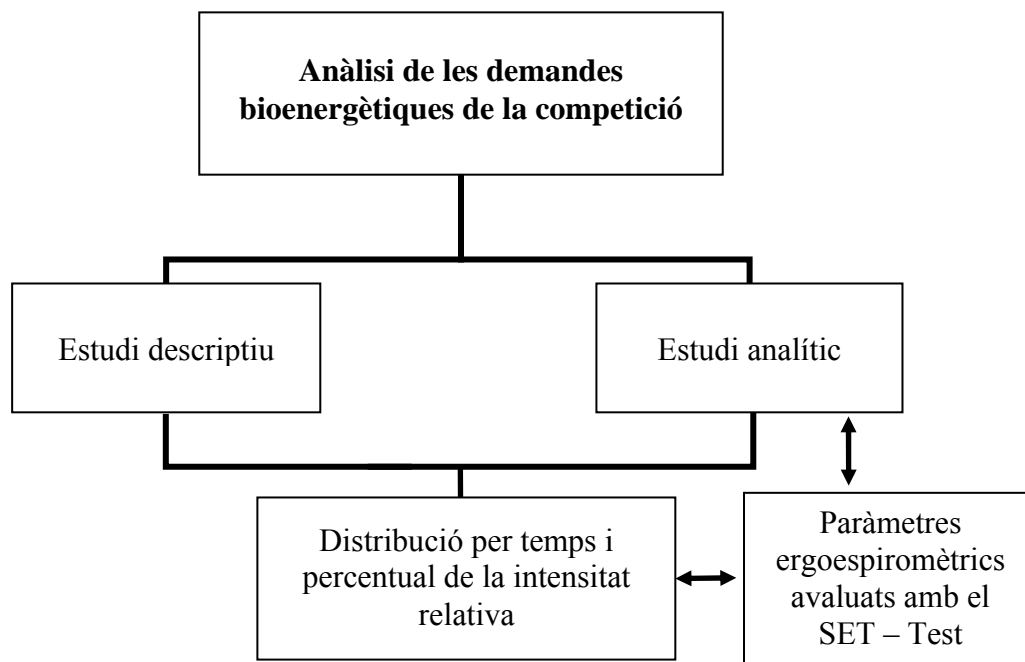 Anàlisi de les demandes
bioenergètiques de la competició
Estudi descriptiu
Estudi analític
Distribució per temps i
percentual de la intensitat
relativa
Paràmetres
ergoespiromètrics
avaluats amb el
SET – Test